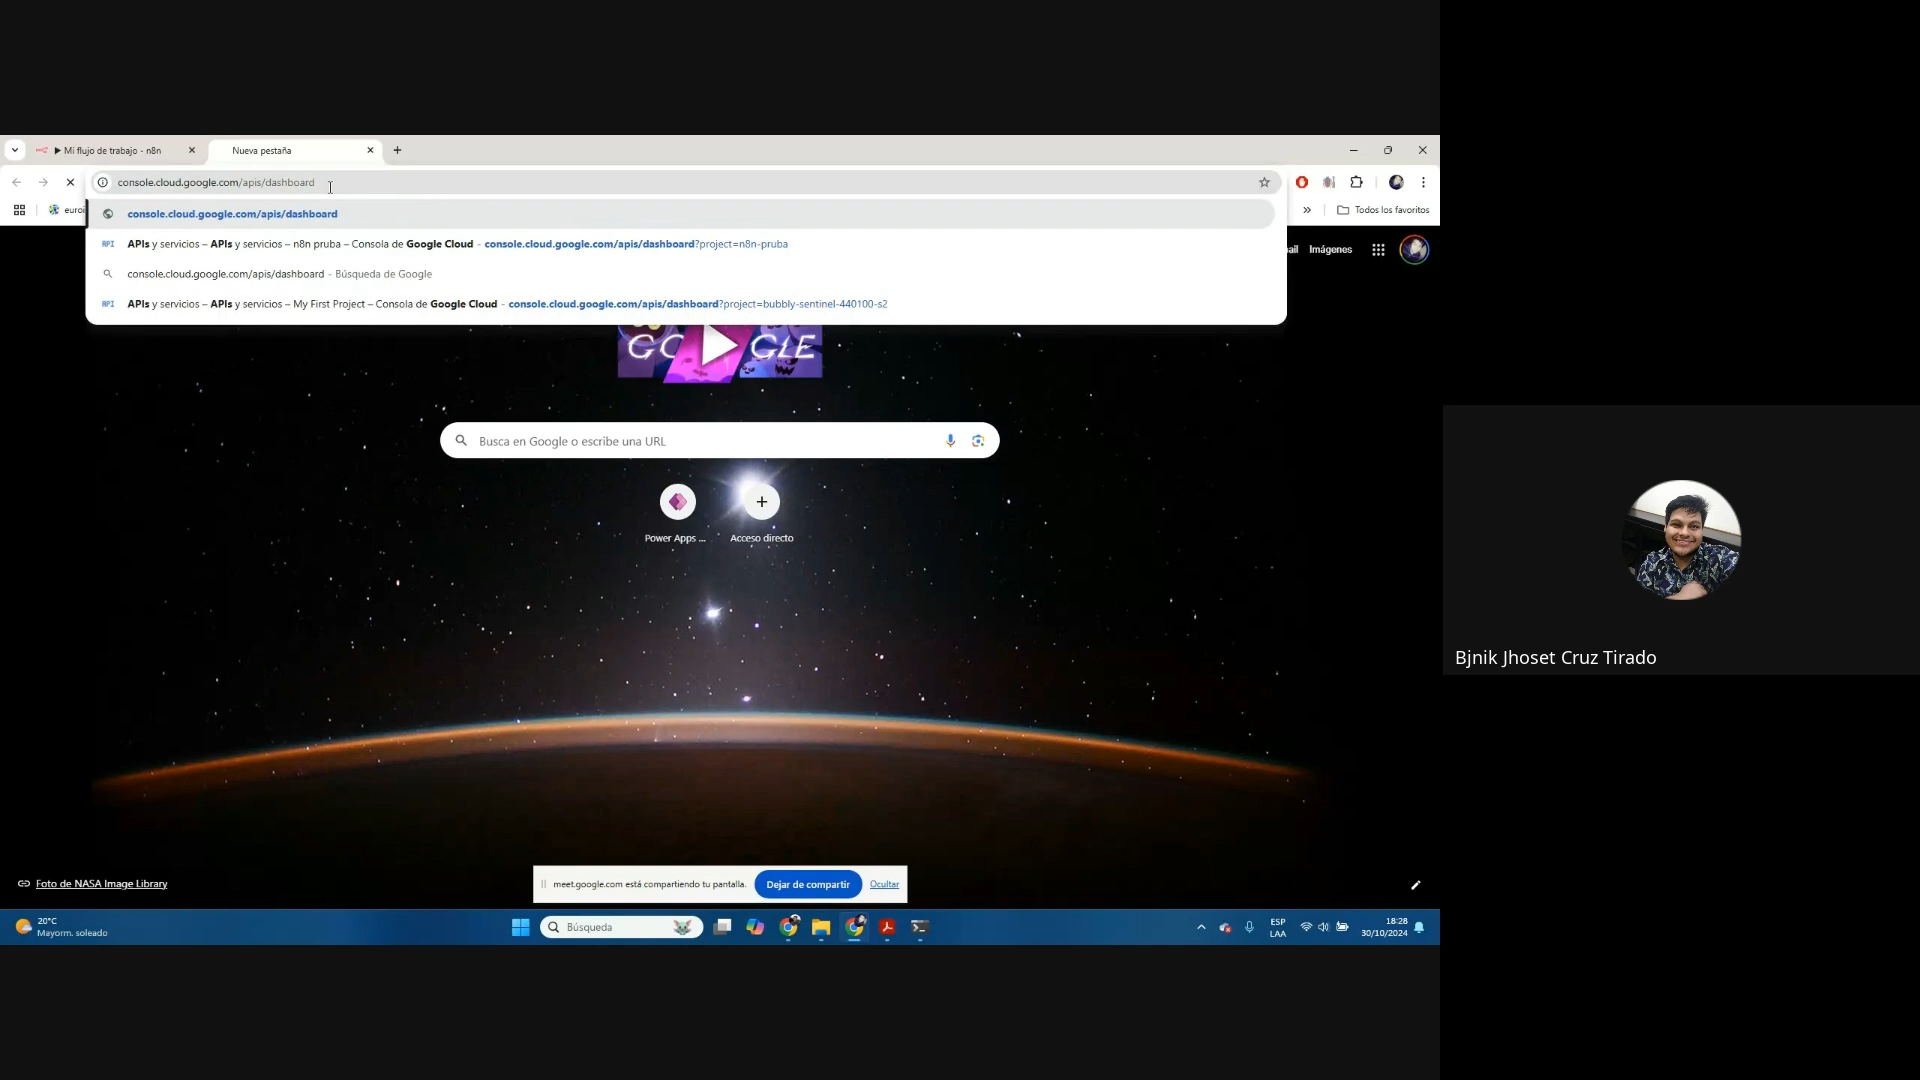 Mi flujo de trabajo - n8n
Nueva pestaña
console.cloud.google.com/apis/dashboard
console.cloud.google.com/apis/dashboard
API APIs y servicios – APIs y servicios – n8n pruba – Consola de Google Cloud - console.cloud.google.com/apis/dashboard?project=n8n-pruba
console.cloud.google.com/apis/dashboard - Búsqueda de Google
API APIs y servicios – APIs y servicios – My First Project – Consola de Google Cloud - console.cloud.google.com/apis/dashboard?project=bubbly-sentinel-440100-s2
euroi
Todos los favoritos
ail
Imágenes
GOOGLE
Busca en Google o escribe una URL
Power Apps ...
Acceso directo
Bjnik Jhoset Cruz Tirado
Foto de NASA Image Library
meet.google.com está compartiendo tu pantalla.
Dejar de compartir
Ocultar
20°C
Mayorm. soleado
Búsqueda
ESP
LAA
18:28
30/10/2024